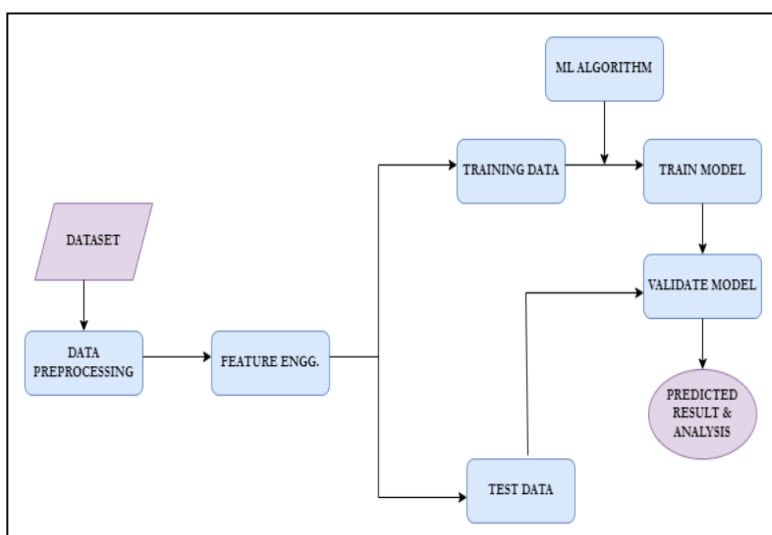 DATASET
DATA
PREPROCESSING
FEATURE ENGG.
TRAINING DATA
ML ALGORITHM
TRAIN MODEL
VALIDATE MODEL
TEST DATA
PREDICTED
RESULT &
ANALYSIS